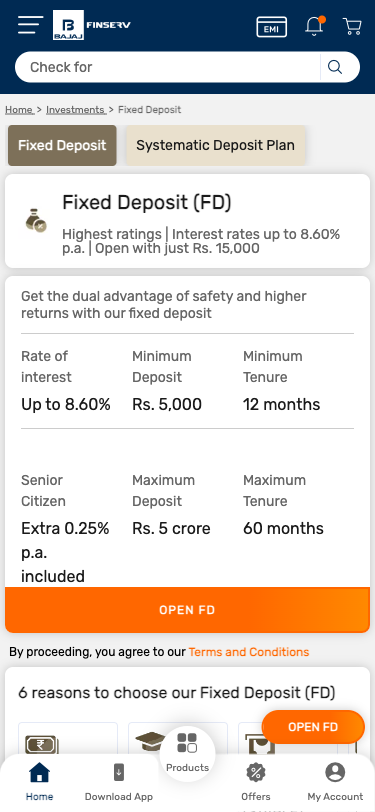 B
BAJAJ
FINSERV
EMI
Check for
Home > Investments > Fixed Deposit
Fixed Deposit
Systematic Deposit Plan
Fixed Deposit (FD)
Highest ratings | Interest rates up to 8.60%
p.a. | Open with just Rs. 15,000
Get the dual advantage of safety and higher
returns with our fixed deposit
Rate of
interest
Up to 8.60%
Minimum
Deposit
Rs. 5,000
Minimum
Tenure
12 months
Senior
Citizen
Extra 0.25%
p.a.
included
Maximum
Deposit
Rs. 5 crore
Maximum
Tenure
60 months
OPEN FD
By proceeding, you agree to our Terms and Conditions
6 reasons to choose our Fixed Deposit (FD)
OPEN FD
Home
Download App
Products
Offers
My Account